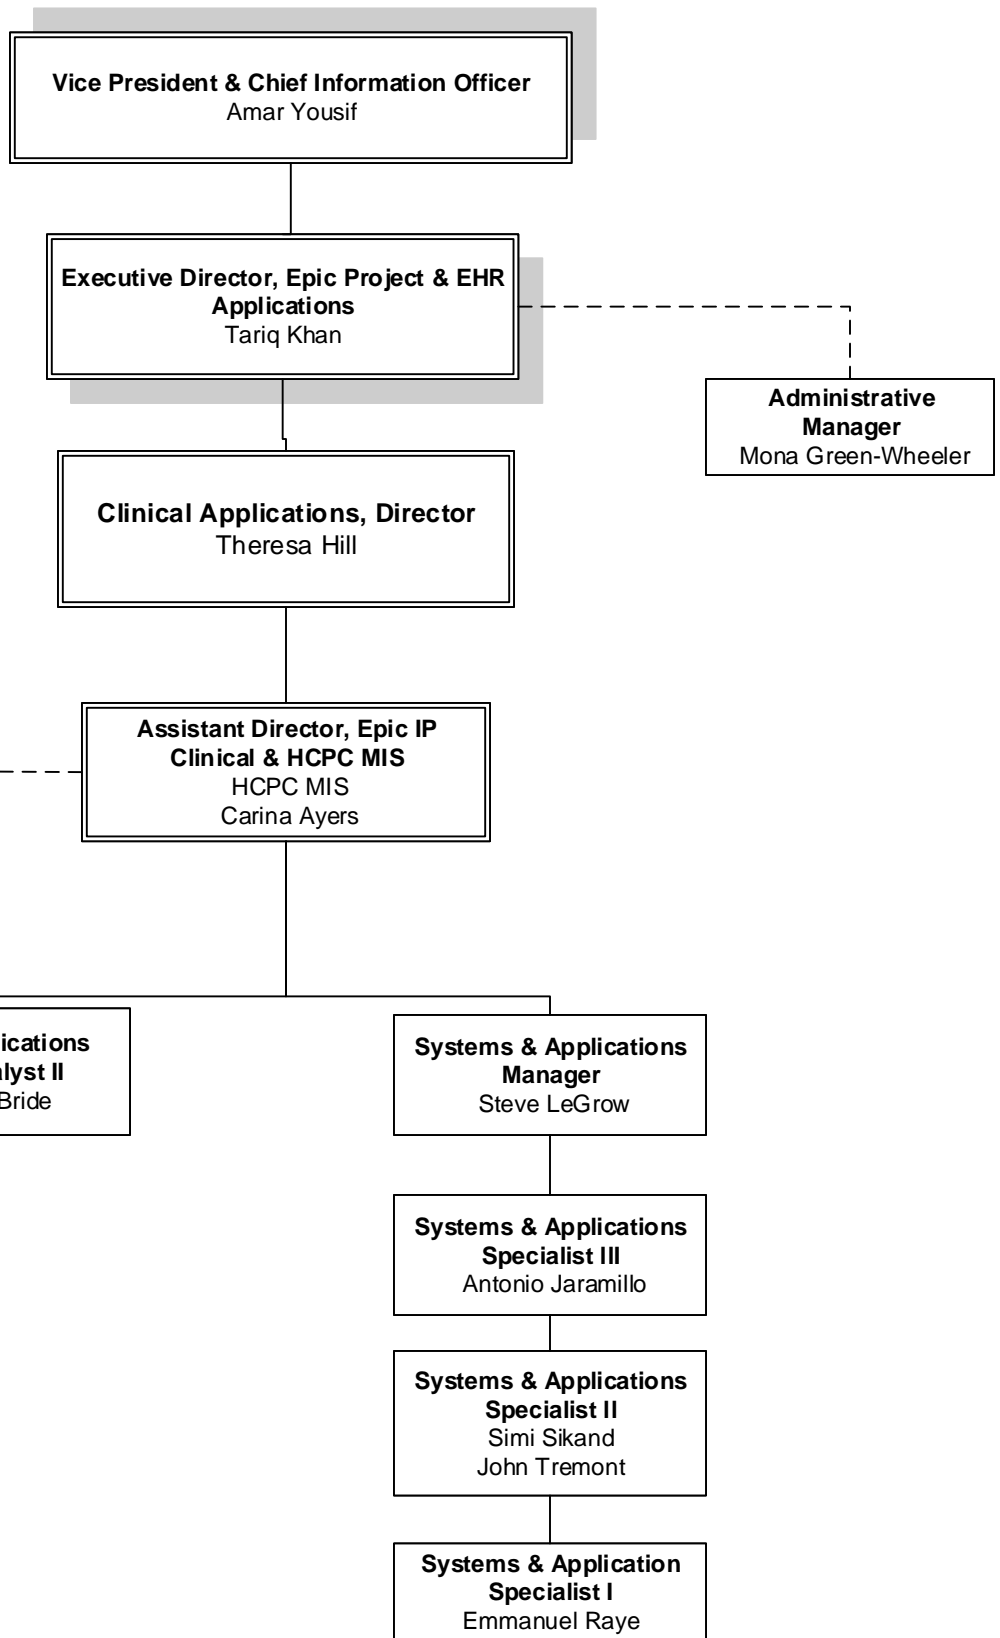 Vice President & Chief Information Officer
Amar Yousif
Executive Director, Epic Project & EHR
Applications
Tariq Khan
Administrative
Manager
Mona Green-Wheeler
Clinical Applications, Director
Theresa Hill
Assistant Director, Epic IP
Clinical & HCPC MIS
HCPC MIS
Carina Ayers
ications
lyst II
Bride
Systems & Applications
Manager
Steve LeGrow
Systems & Applications
Specialist III
Antonio Jaramillo
Systems & Applications
Specialist II
Simi Sikand
John Tremont
Systems & Application
Specialist I
Emmanuel Raye